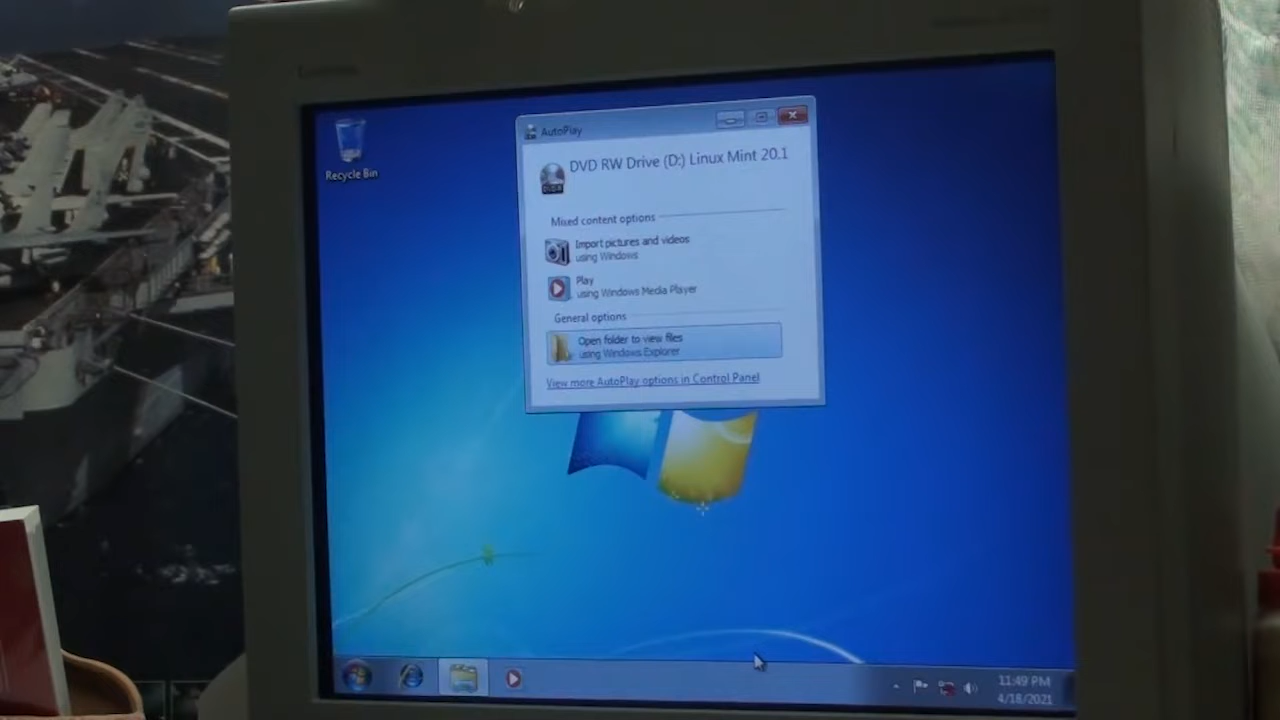 Recycle Bin
AutoPlay
DVD RW Drive (D:) Linux Mint 20.1
Mixed content options
Import pictures and videos
using Windows
Play
using Windows Media Player
General options
Open folder to view files
using Windows Explorer
View more AutoPlay options in Control Panel
11:49 PM
4/18/2021